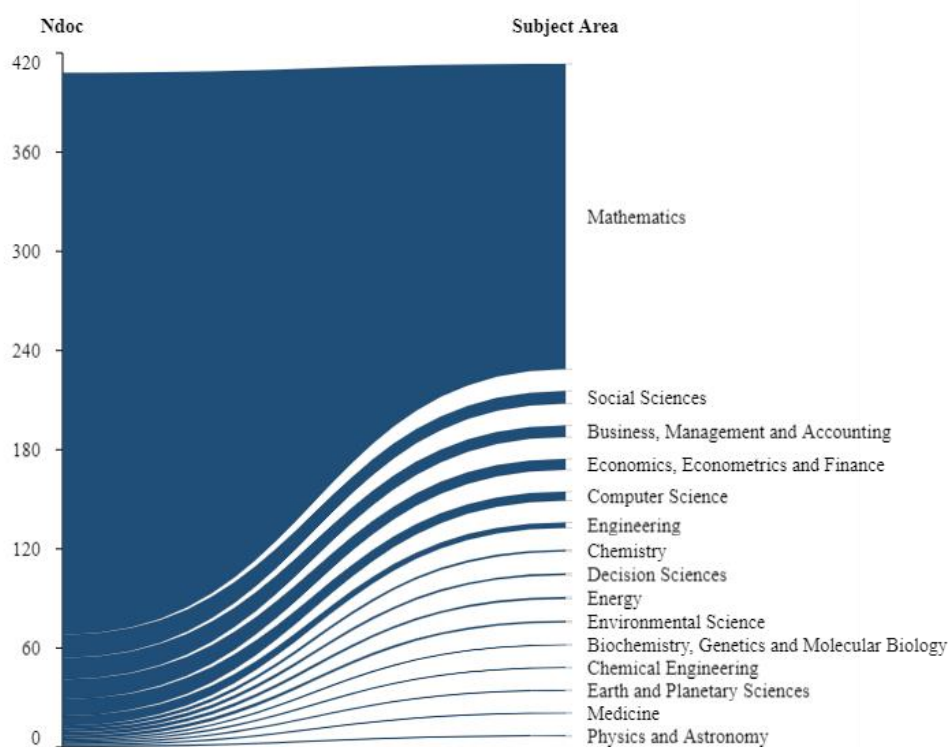 Ndoc
Subject Area
420
360
300
240
180
120
60
0
Mathematics
Social Sciences
Business, Management and Accounting
Economics, Econometrics and Finance
Computer Science
Engineering
Chemistry
Decision Sciences
Energy
Environmental Science
Biochemistry, Genetics and Molecular Biology
Chemical Engineering
Earth and Planetary Sciences
Medicine
Physics and Astronomy